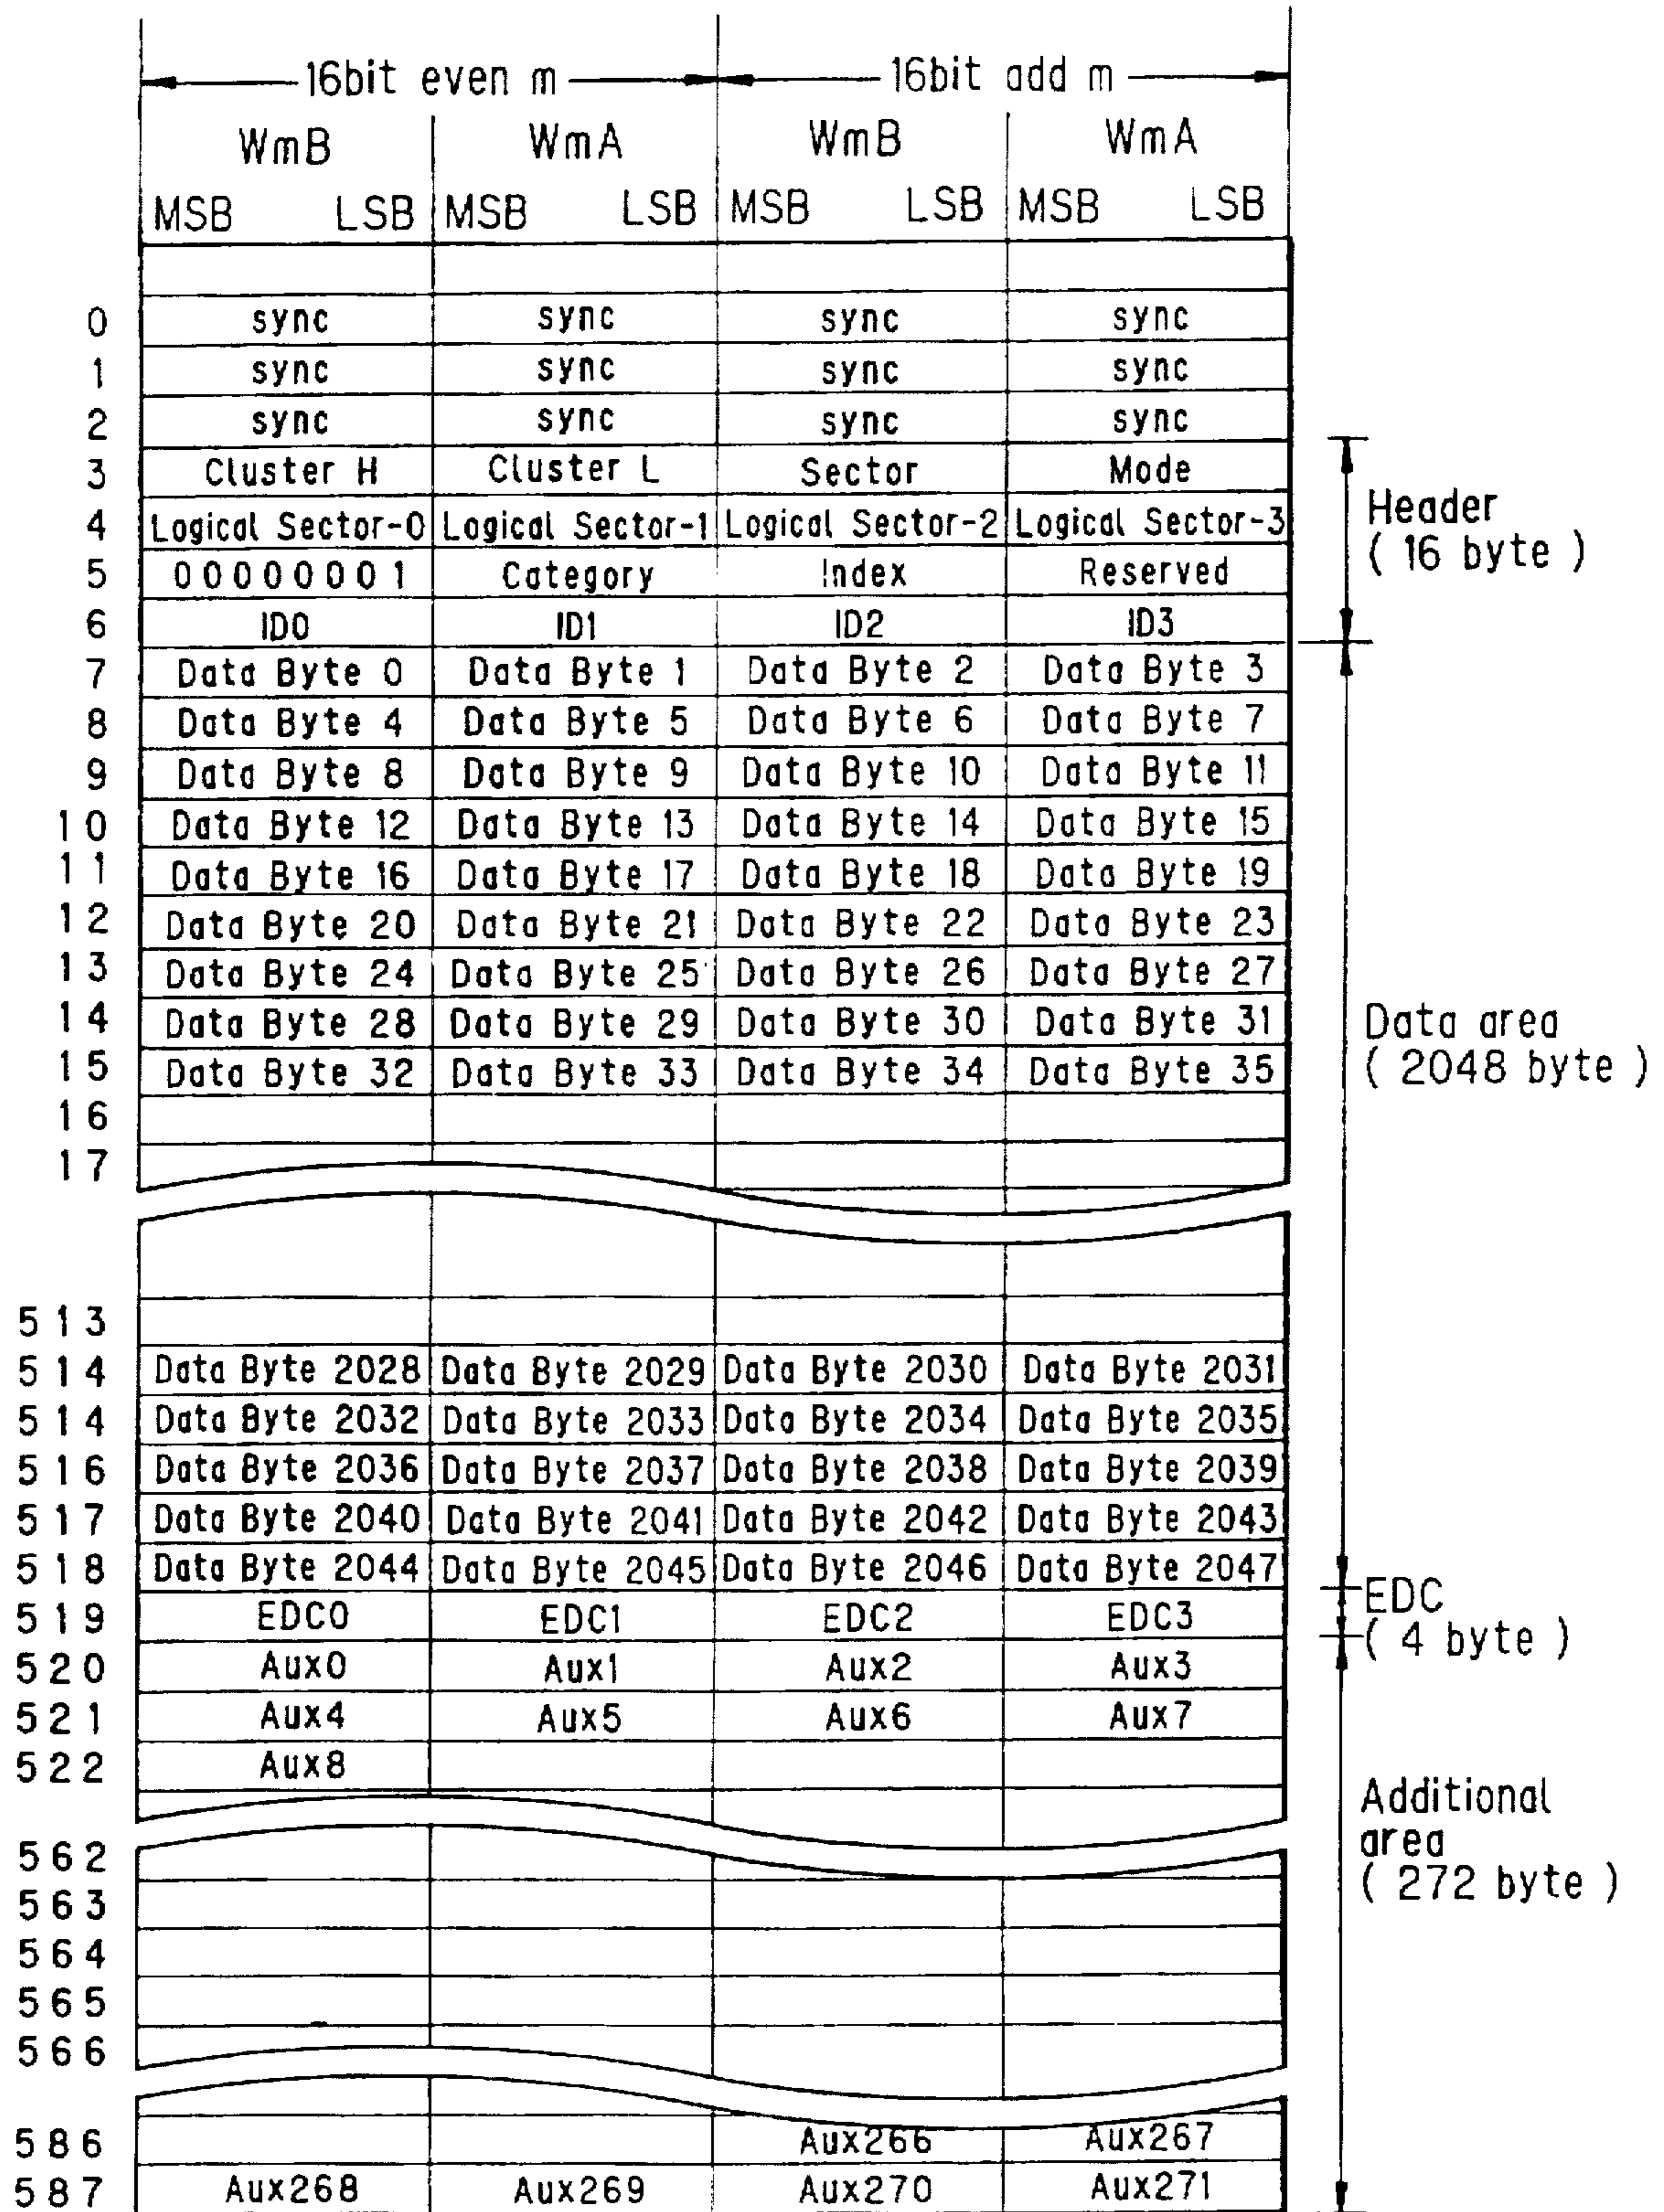 16bit even m 16bit add m
WmB WmA WmB WmA
MSB LSB MSB LSB MSB LSB MSB LSB
0 sync sync sync sync
1 sync sync sync sync
2 sync sync sync sync
3 Cluster H Cluster L Sector Mode
4 Logical Sector-0 Logical Sector-1 Logical Sector-2 Logical Sector-3
Header
( 16 byte )
5 00000001 Category Index Reserved
6 ID0 ID1 ID2 ID3
7 Data Byte 0 Data Byte 1 Data Byte 2 Data Byte 3
8 Data Byte 4 Data Byte 5 Data Byte 6 Data Byte 7
9 Data Byte 8 Data Byte 9 Data Byte 10 Data Byte 11
10 Data Byte 12 Data Byte 13 Data Byte 14 Data Byte 15
11 Data Byte 16 Data Byte 17 Data Byte 18 Data Byte 19
12 Data Byte 20 Data Byte 21 Data Byte 22 Data Byte 23
13 Data Byte 24 Data Byte 25 Data Byte 26 Data Byte 27
14 Data Byte 28 Data Byte 29 Data Byte 30 Data Byte 31
15 Data Byte 32 Data Byte 33 Data Byte 34 Data Byte 35
Data area
( 2048 byte )
16
17
513
514 Data Byte 2028 Data Byte 2029 Data Byte 2030 Data Byte 2031
514 Data Byte 2032 Data Byte 2033 Data Byte 2034 Data Byte 2035
516 Data Byte 2036 Data Byte 2037 Data Byte 2038 Data Byte 2039
517 Data Byte 2040 Data Byte 2041 Data Byte 2042 Data Byte 2043
518 Data Byte 2044 Data Byte 2045 Data Byte 2046 Data Byte 2047
519 EDC0 EDC1 EDC2 EDC3
EDC
( 4 byte )
520 Aux0 Aux1 Aux2 Aux3
521 Aux4 Aux5 Aux6 Aux7
522 Aux8
Additional
area
( 272 byte )
562
563
564
565
566
586 Aux266 Aux267
587 Aux268 Aux269 Aux270 Aux271